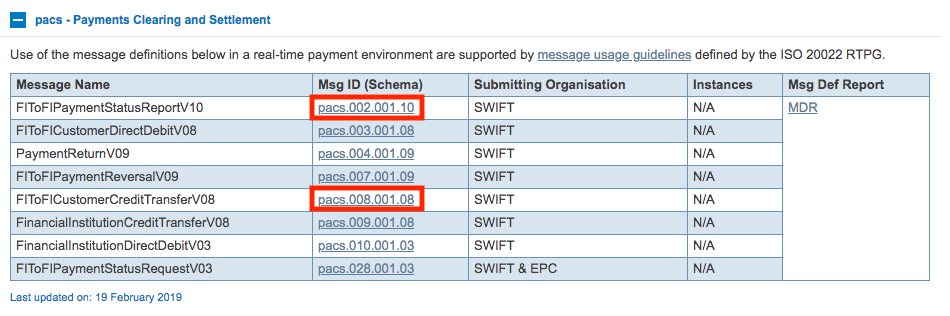 pacs - Payments Clearing and Settlement
Use of the message definitions below in a real-time payment environment are supported by message usage guidelines defined by the ISO 20022 RTPG.
Message Name Msg ID (Schema) Submitting Organisation Instances Msg Def Report
FIToFIPaymentStatusReportV10 pacs.002.001.10 SWIFT N/A MDR
FIToFICustomerDirectDebitV08 pacs.003.001.08 SWIFT N/A
PaymentReturnV09 pacs.004.001.09 SWIFT N/A
FIToFIPaymentReversalV09 pacs.007.001.09 SWIFT N/A
FIToFICustomerCreditTransferV08 pacs.008.001.08 SWIFT N/A
FinancialInstitutionCreditTransferV08 pacs.009.001.08 SWIFT N/A
FinancialInstitutionDirectDebitV03 pacs.010.001.03 SWIFT N/A
FIToFIPaymentStatusRequestV03 pacs.028.001.03 SWIFT & EPC N/A
Last updated on: 19 February 2019